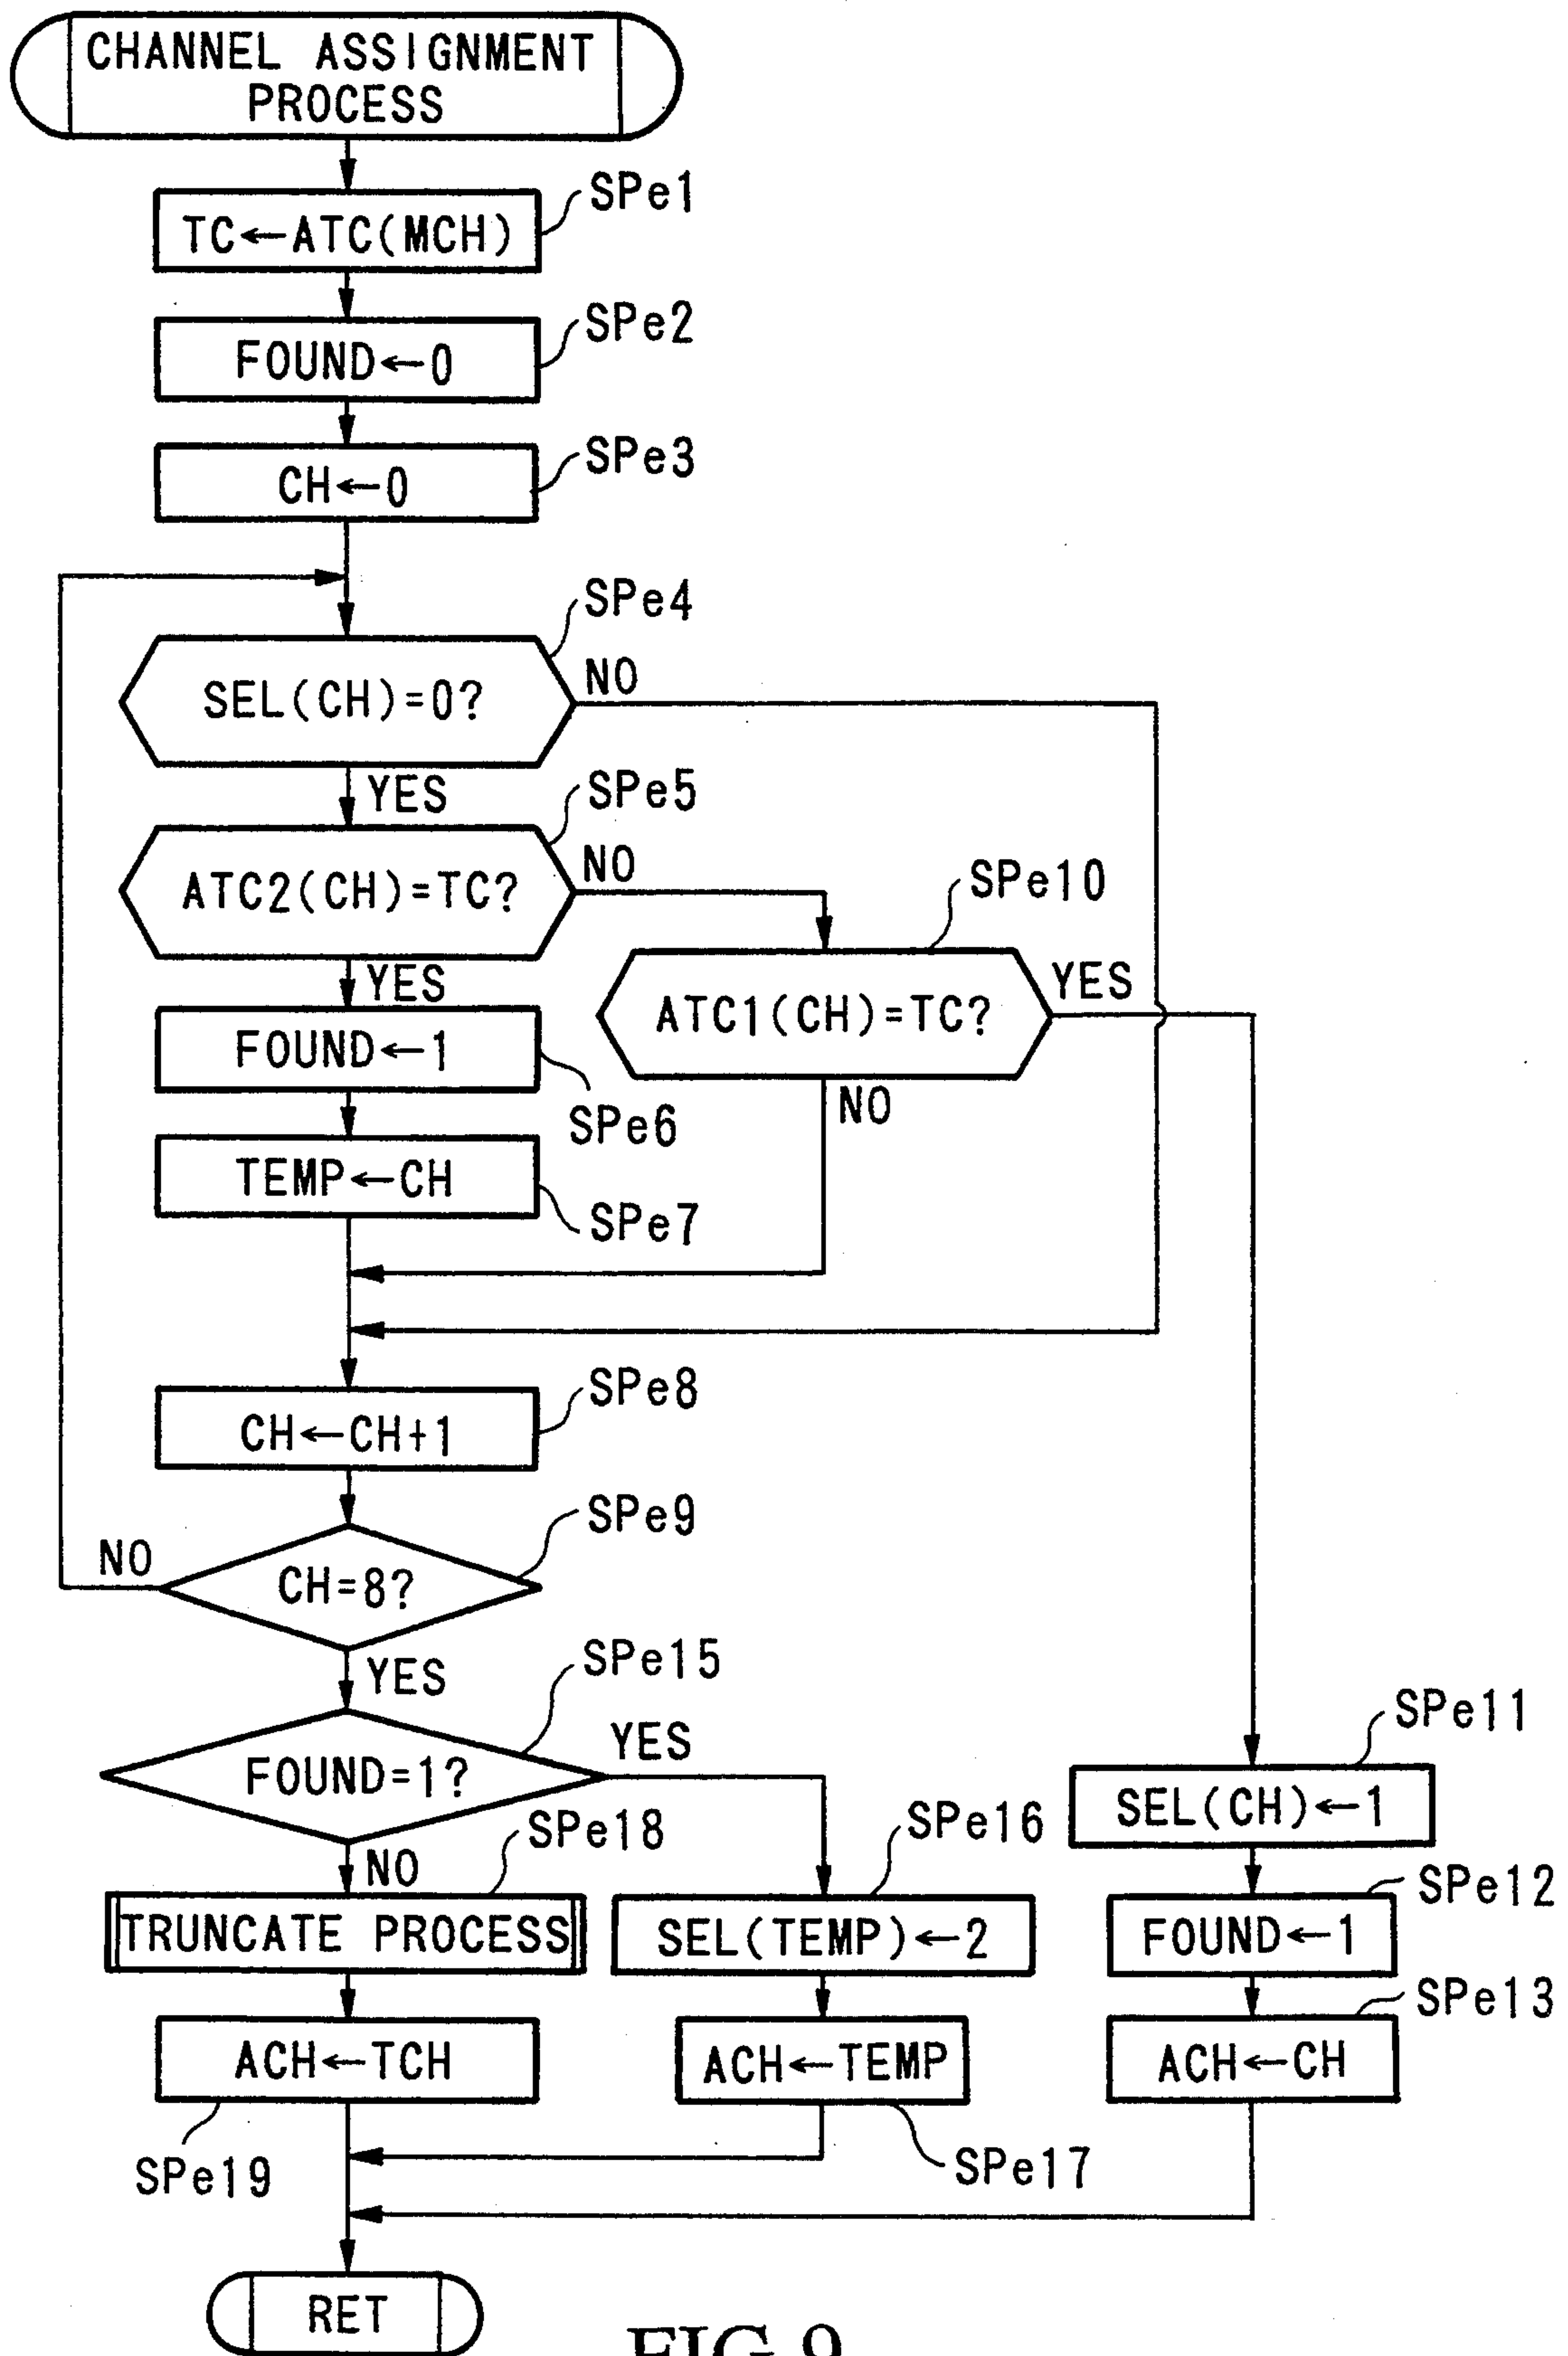 CHANNEL ASSIGNMENT
PROCESS
SPe1
TC←ATC(MCH)
SPe2
FOUND←0
SPe3
CH←0
SPe4
SEL(CH)=0?
NO
YES
SPe5
ATC2(CH)=TC?
NO
SPe10
YES
ATC1(CH)=TC?
YES
FOUND←1
NO
SPe6
TEMP←CH
SPe7
SPe8
CH←CH+1
SPe9
NO
CH=8?
YES
SPe15
FOUND=1?
YES
SPe11
SEL(CH)←1
SPe18
SPe16
NO
SPe12
TRUNCATE PROCESS
SEL(TEMP)←2
FOUND←1
SPe13
ACH←TCH
ACH←TEMP
ACH←CH
SPe19
SPe17
RET
FIG.9